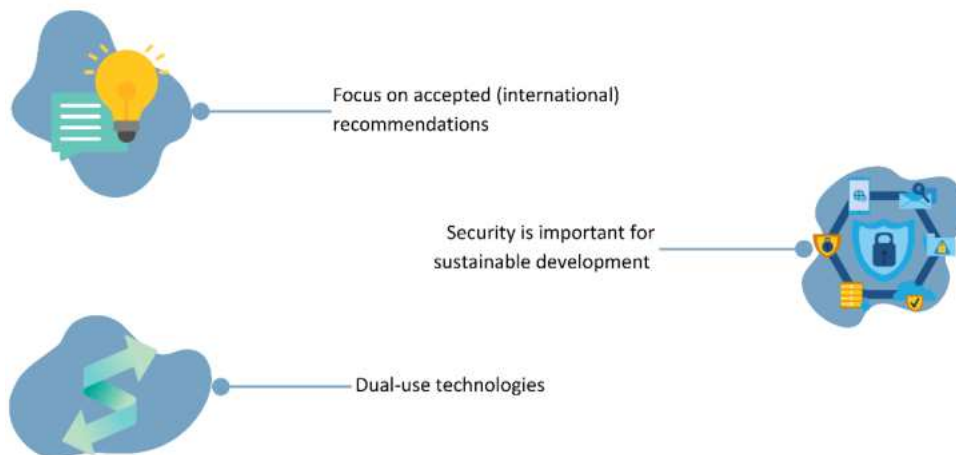 Focus on accepted (international)
recommendations
Security is important for
sustainable development
Dual-use technologies